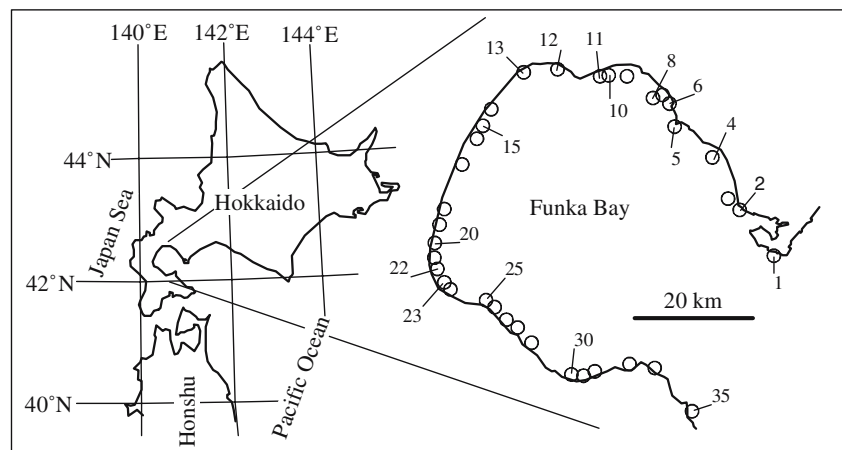 140˚E 142˚E 144˚E
44˚N
42˚N
40˚N
Japan Sea
Hokkaido
Honshu
Pacific Ocean
13
12
11
10
8
6
5
4
2
1
15
Funka Bay
20
22
23
25
20 km
30
35